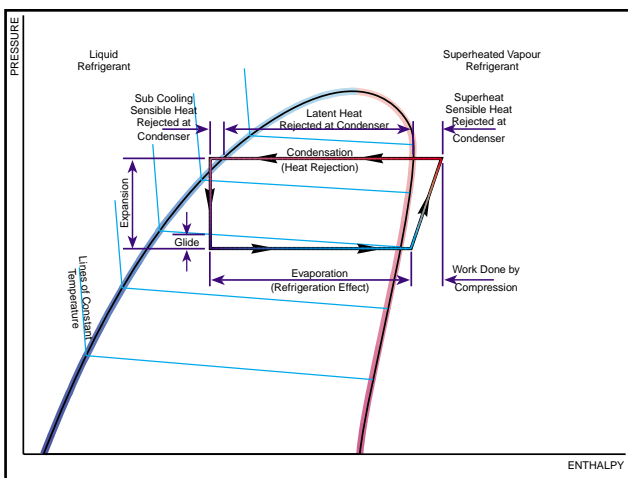 PRESSURE
Liquid
Refrigerant
Superheated Vapour
Refrigerant
Sub Cooling
Sensible Heat
Rejected at
Condenser
Latent Heat
Rejected at Condenser
Superheat
Sensible Heat
Rejected at
Condenser
Condensation
(Heat Rejection)
Expansion
Glide
Evaporation
(Refrigeration Effect)
Work Done by
Compression
Lines of Constant
Temperature
ENTHALPY